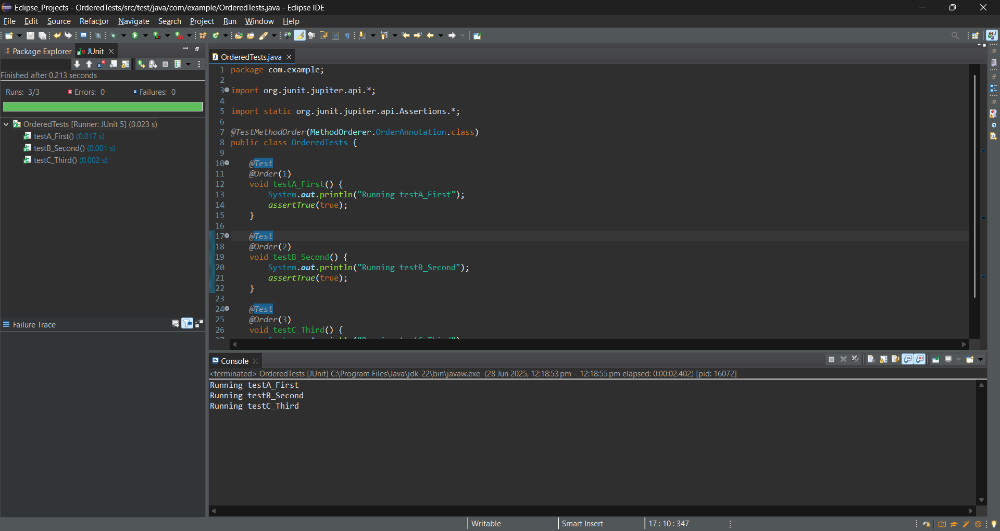 Eclipse_Projects - OrderedTests/src/test/java/com/example/OrderedTests.java - Eclipse IDE
File Edit Source Refactor Navigate Search Project Run Window Help
Package Explorer JUnit
Finished after 0.213 seconds
Runs: 3/3 Errors: 0 Failures: 0
OrderedTests [Runner: JUnit 5] (0.023 s)
testA_First() (0.017 s)
testB_Second() (0.001 s)
testC_Third() (0.002 s)
Failure Trace
OrderedTests.java
1 package com.example;
2
3 import org.junit.jupiter.api.*;
4
5 import static org.junit.jupiter.api.Assertions.*;
6
7 @TestMethodOrder(MethodOrderer.OrderAnnotation.class)
8 public class OrderedTests {
9
10 @Test
11 @Order(1)
12 void testA_First() {
13 System.out.println("Running testA_First");
14 assertTrue(true);
15 }
16
17 @Test
18 @Order(2)
19 void testB_Second() {
20 System.out.println("Running testB_Second");
21 assertTrue(true);
22 }
23
24 @Test
25 @Order(3)
26 void testC_Third() {
Console
<terminated> OrderedTests [JUnit] C:\Program Files\Java\jdk-22\bin\javaw.exe (28 Jun 2025, 12:18:53 pm – 12:18:55 pm elapsed: 0:00:02.402) [pid: 16072]
Running testA_First
Running testB_Second
Running testC_Third
Writable Smart Insert 17 : 10 : 347